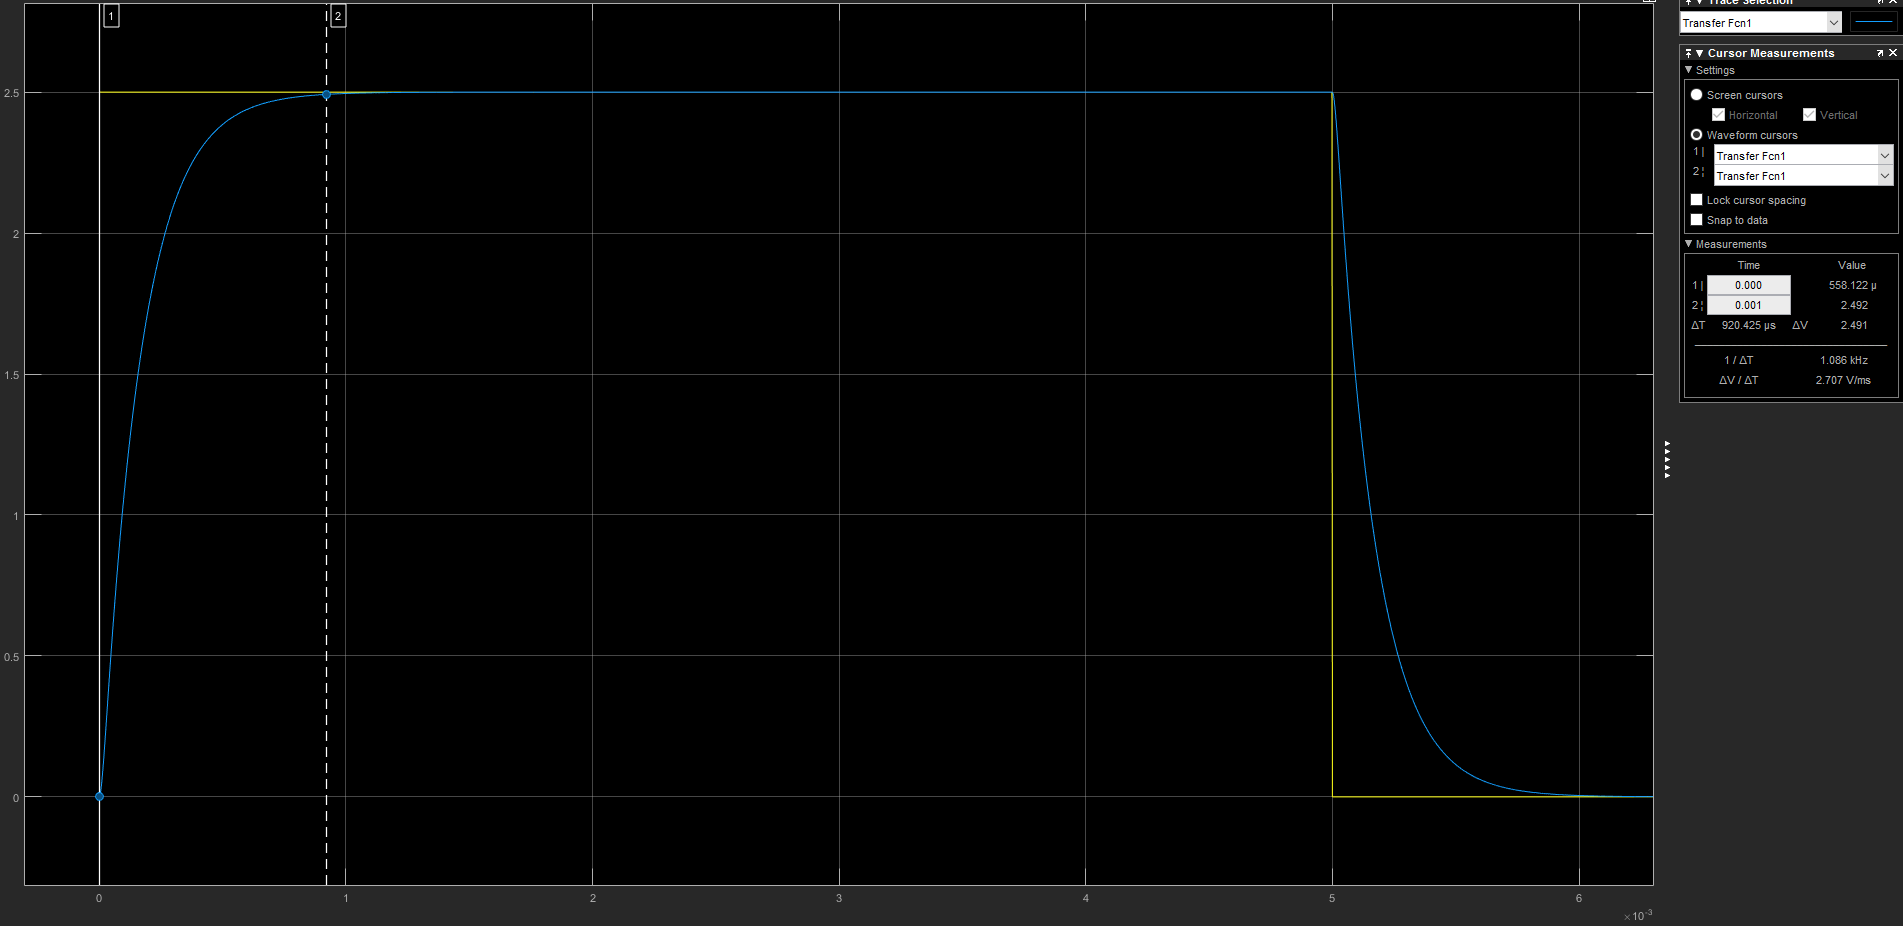 1
2
2.5
2
1.5
1
0.5
0
0
1
2
3
4
5
6
×10-3
Trace Selection
Transfer Fcn1
Cursor Measurements
Settings
Screen cursors
Horizontal Vertical
Waveform cursors
1 | Transfer Fcn1
2 ¦ Transfer Fcn1
Lock cursor spacing
Snap to data
Measurements
Time Value
1 | 0.000 558.122 µ
2 ¦ 0.001 2.492
ΔT 920.425 µs ΔV 2.491
1 / ΔT 1.086 kHz
ΔV / ΔT 2.707 V/ms